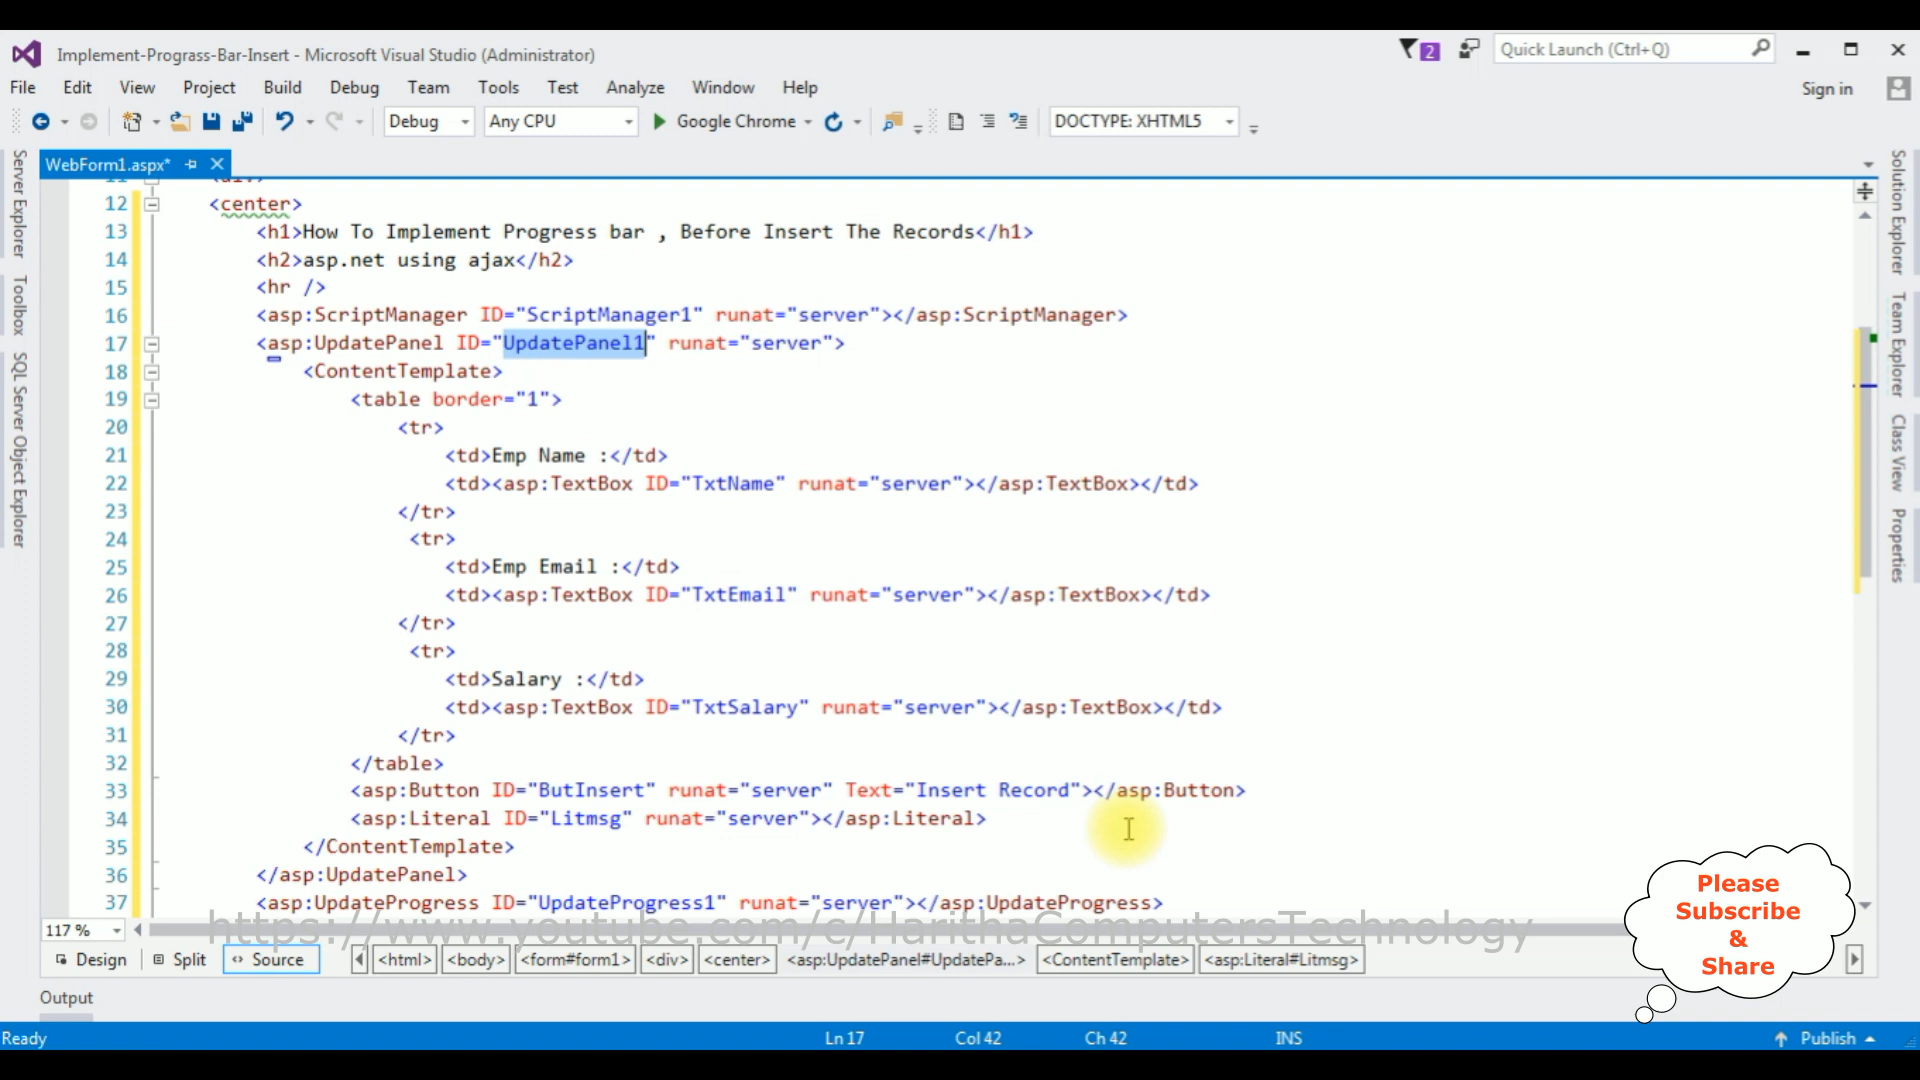 Implement-Prograss-Bar-Insert - Microsoft Visual Studio (Administrator)
2
Quick Launch (Ctrl+Q)
File Edit View Project Build Debug Team Tools Test Analyze Window Help
Sign in
Debug Any CPU Google Chrome DOCTYPE: XHTML5
WebForm1.aspx*
Server Explorer
Toolbox
SQL Server Object Explorer
Solution Explorer
Team Explorer
Class View
Properties
12 <center>
13 <h1>How To Implement Progress bar , Before Insert The Records</h1>
14 <h2>asp.net using ajax</h2>
15 <hr />
16 <asp:ScriptManager ID="ScriptManager1" runat="server"></asp:ScriptManager>
17 <asp:UpdatePanel ID="UpdatePanel1" runat="server">
18 <ContentTemplate>
19 <table border="1">
20 <tr>
21 <td>Emp Name :</td>
22 <td><asp:TextBox ID="TxtName" runat="server"></asp:TextBox></td>
23 </tr>
24 <tr>
25 <td>Emp Email :</td>
26 <td><asp:TextBox ID="TxtEmail" runat="server"></asp:TextBox></td>
27 </tr>
28 <tr>
29 <td>Salary :</td>
30 <td><asp:TextBox ID="TxtSalary" runat="server"></asp:TextBox></td>
31 </tr>
32 </table>
33 <asp:Button ID="ButInsert" runat="server" Text="Insert Record"></asp:Button>
34 <asp:Literal ID="Litmsg" runat="server"></asp:Literal>
35 </ContentTemplate>
36 </asp:UpdatePanel>
37 <asp:UpdateProgress ID="UpdateProgress1" runat="server"></asp:UpdateProgress>
https://www.youtube.com/c/HarithaComputersTechnology
117 %
Design Split Source <html> <body> <form#form1> <div> <center> <asp:UpdatePanel#UpdatePa...> <ContentTemplate> <asp:Literal#Litmsg>
Please
Subscribe
&
Share
Output
Ready Ln 17 Col 42 Ch 42 INS Publish